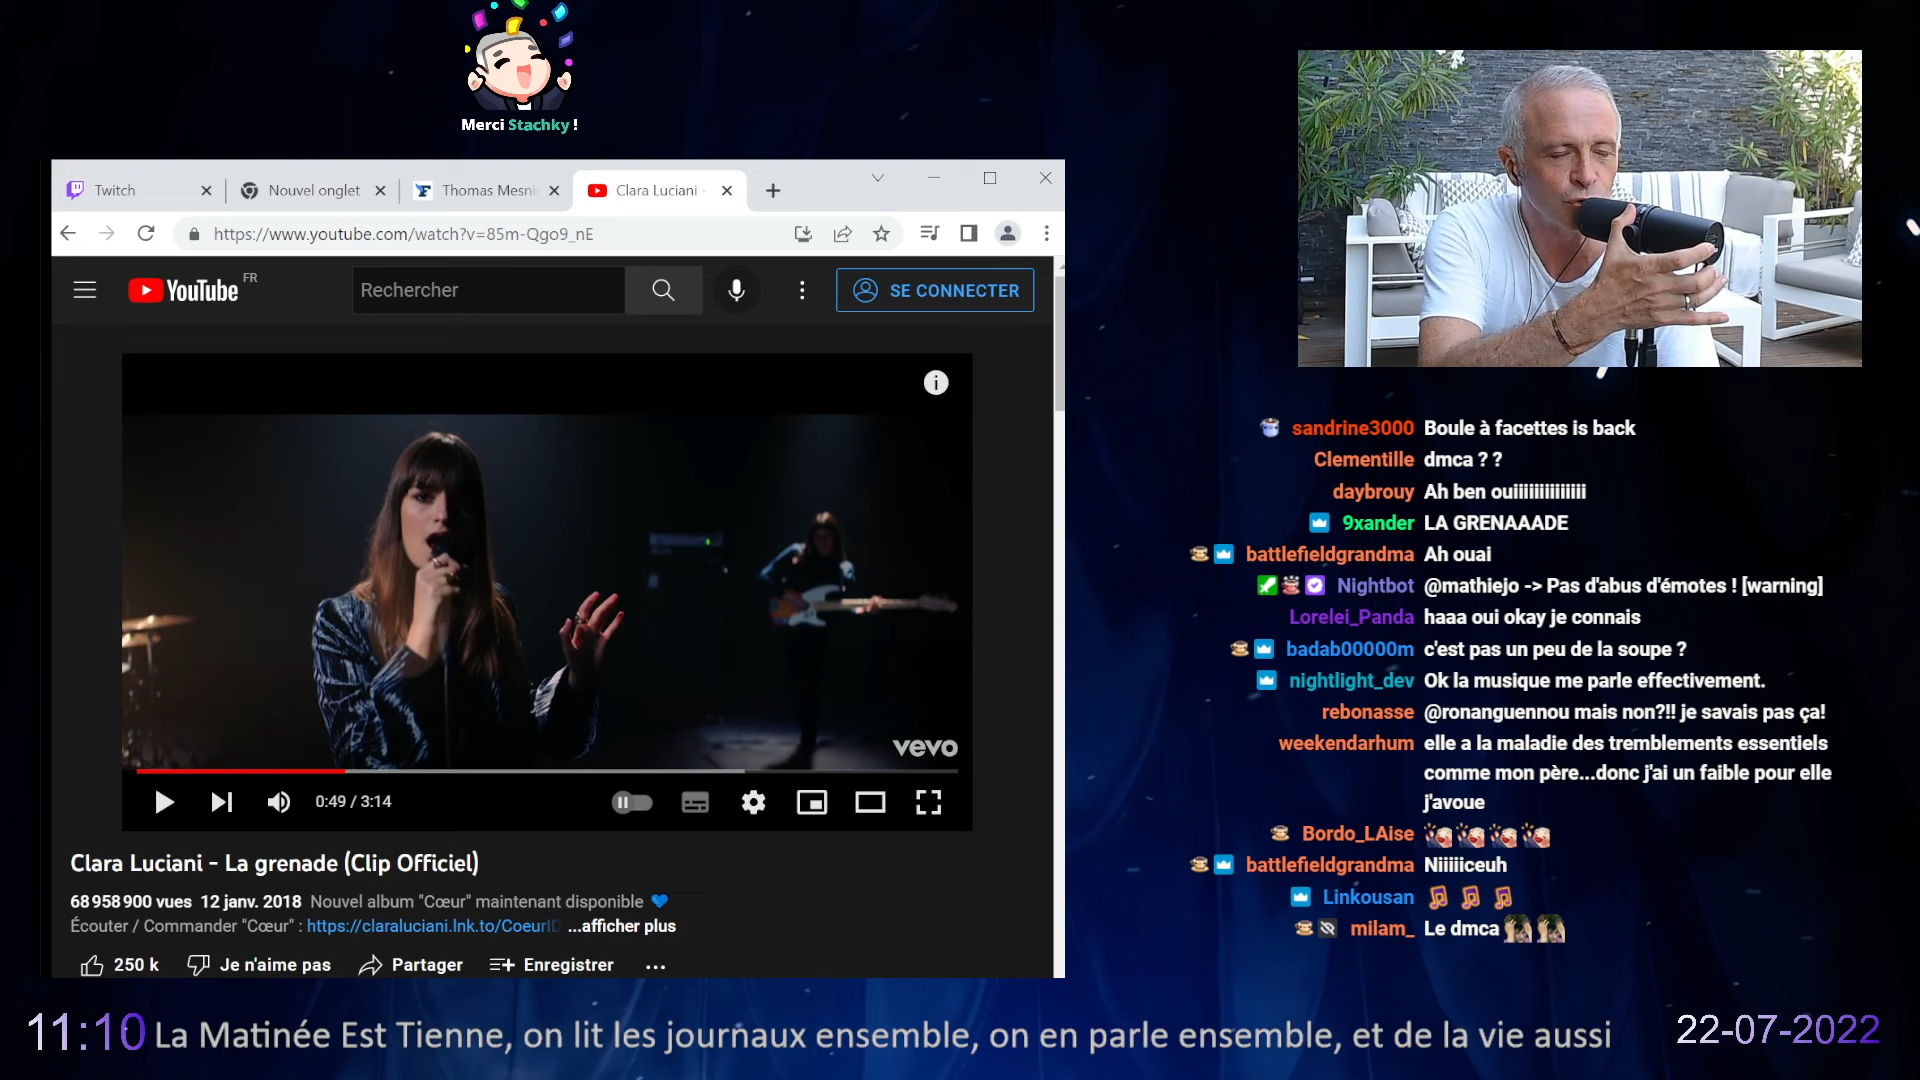 Merci Stachky !
Twitch
Nouvel onglet
Thomas Mesni
Clara Luciani -
https://www.youtube.com/watch?v=85m-Qgo9_nE
YouTube FR
Rechercher
SE CONNECTER
vevo
0:49 / 3:14
Clara Luciani - La grenade (Clip Officiel)
68 958 900 vues 12 janv. 2018 Nouvel album "Cœur" maintenant disponible
Écouter / Commander "Cœur" : https://claraluciani.lnk.to/CoeurID ...afficher plus
250 k Je n'aime pas Partager Enregistrer ...
sandrine3000 Boule à facettes is back
Clementille dmca ? ?
daybrouy Ah ben ouiiiiiiiiiiiiii
9xander LA GRENAAADE
battlefieldgrandma Ah ouai
Nightbot @mathiejo -> Pas d'abus d'émotes ! [warning]
Lorelei_Panda haaa oui okay je connais
badab00000m c'est pas un peu de la soupe ?
nightlight_dev Ok la musique me parle effectivement.
rebonasse @ronanguennou mais non?!! je savais pas ça!
weekendarhum elle a la maladie des tremblements essentiels
comme mon père...donc j'ai un faible pour elle
j'avoue
Bordo_LAise
battlefieldgrandma Niiiiiceuh
Linkousan
milam_ Le dmca
11:10 La Matinée Est Tienne, on lit les journaux ensemble, on en parle ensemble, et de la vie aussi 22-07-2022